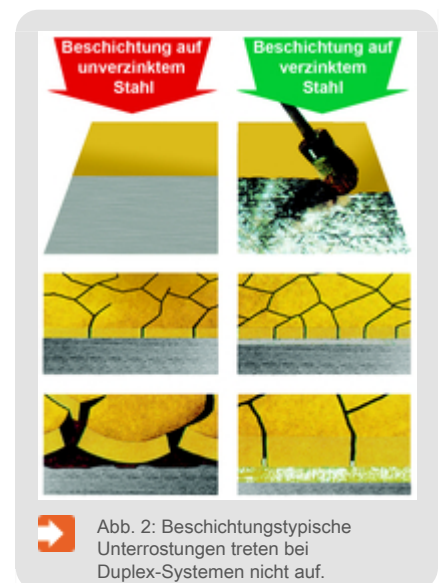 Beschichtung auf
unverzinktem
Stahl
Beschichtung auf
verzinktem
Stahl
Abb. 2: Beschichtungstypische
Unterrostungen treten bei
Duplex-Systemen nicht auf.